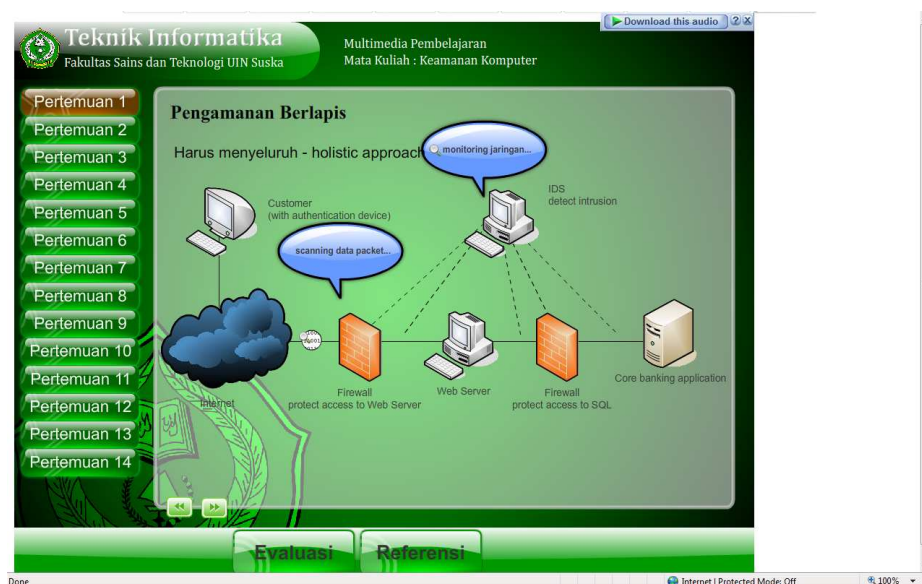 Download this audio ? X
Teknik Informatika
Fakultas Sains dan Teknologi UIN Suska
Multimedia Pembelajaran
Mata Kuliah : Keamanan Komputer
Pertemuan 1
Pertemuan 2
Pertemuan 3
Pertemuan 4
Pertemuan 5
Pertemuan 6
Pertemuan 7
Pertemuan 8
Pertemuan 9
Pertemuan 10
Pertemuan 11
Pertemuan 12
Pertemuan 13
Pertemuan 14
Pengamanan Berlapis
Harus menyeluruh - holistic approach
monitoring jaringan...
IDS
detect intrusion
Customer
(with authentication device)
scanning data packet...
Internet
Firewall
protect access to Web Server
Web Server
Firewall
protect access to SQL
Core banking application
Evaluasi
Referensi
Done
Internet | Protected Mode: Off
100%